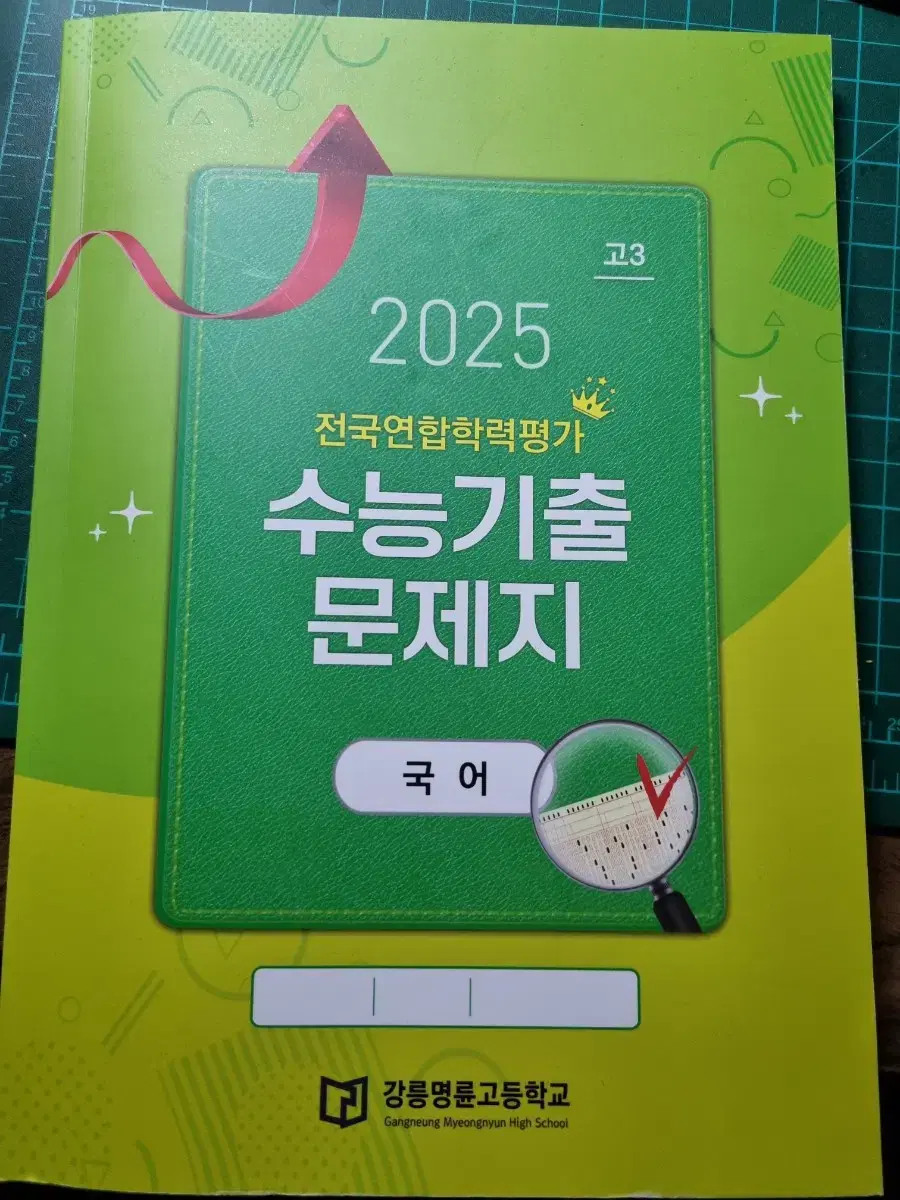 고3
2025
전국연합학력평가
수능기출
문제지
국 어
강릉명륜고등학교
Gangneung Myeongnyun High School